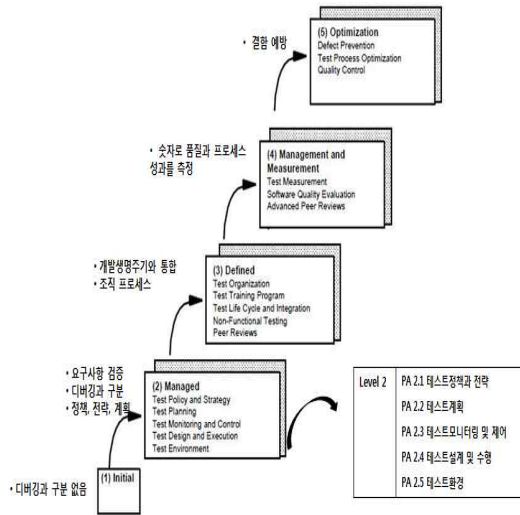 • 결함 예방
(5) Optimization
Defect Prevention
Test Process Optimization
Quality Control
• 숫자로 품질과 프로세스
성과를 측정
(4) Management and
Measurement
Test Measurement
Software Quality Evaluation
Advanced Peer Reviews
• 개발생명주기와 통합
• 조직 프로세스
(3) Defined
Test Organization
Test Training Program
Test Life Cycle and Integration
Non-Functional Testing
Peer Reviews
• 요구사항 검증
• 디버깅과 구분
• 정책, 전략, 계획
(2) Managed
Test Policy and Strategy
Test Planning
Test Monitoring and Control
Test Design and Execution
Test Environment
• 디버깅과 구분 없음
(1) Initial
Level 2
PA 2.1 테스트정책과 전략
PA 2.2 테스트계획
PA 2.3 테스트모니터링 및 제어
PA 2.4 테스트설계 및 수행
PA 2.5 테스트환경